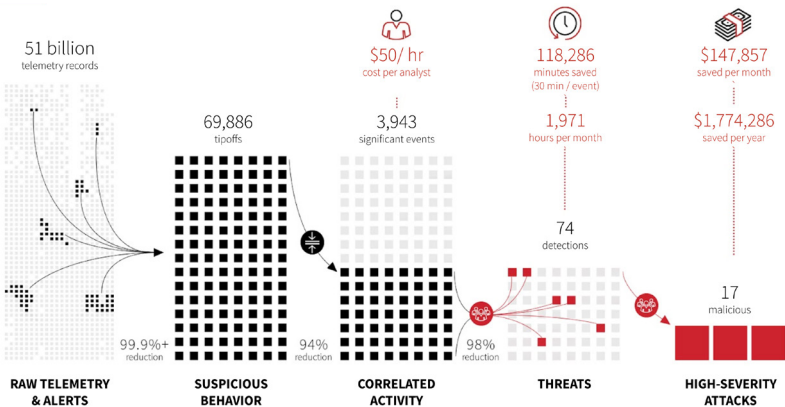 51 billion
telemetry records
69,886
tipoffs
$50/ hr
cost per analyst
3,943
significant events
118,286
minutes saved
(30 min / event)
1,971
hours per month
74
detections
$147,857
saved per month
$1,774,286
saved per year
17
malicious
99.9%+
reduction
94%
reduction
98%
reduction
RAW TELEMETRY
& ALERTS
SUSPICIOUS
BEHAVIOR
CORRELATED
ACTIVITY
THREATS
HIGH-SEVERITY
ATTACKS